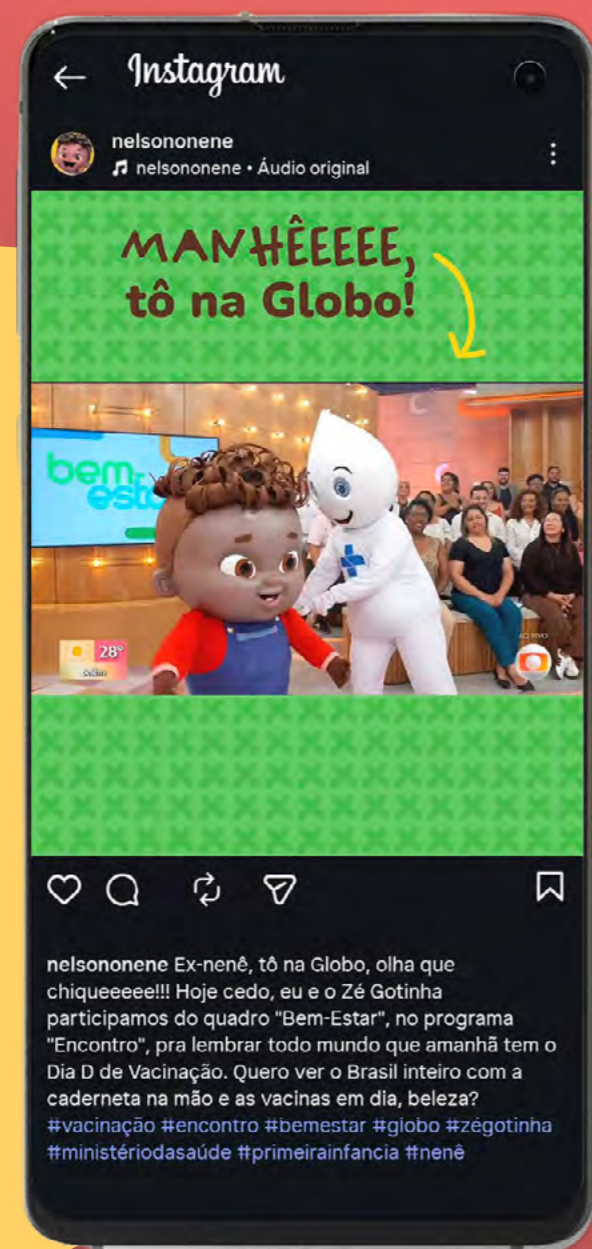 Instagram
nelsononene
nelsononene • Áudio original
MANHÊEEEE,
tô na Globo!
bem-
estar
28°
AO VIVO
nelsononene Ex-nenê, tô na Globo, olha que
chiqueeeee!!! Hoje cedo, eu e o Zé Gotinha
participamos do quadro "Bem-Estar", no programa
"Encontro", pra lembrar todo mundo que amanhã tem o
Dia D de Vacinação. Quero ver o Brasil inteiro com a
caderneta na mão e as vacinas em dia, beleza?
#vacinação #encontro #bemestar #globo #zégotinha
#ministériodasaúde #primeirainfancia #nenê